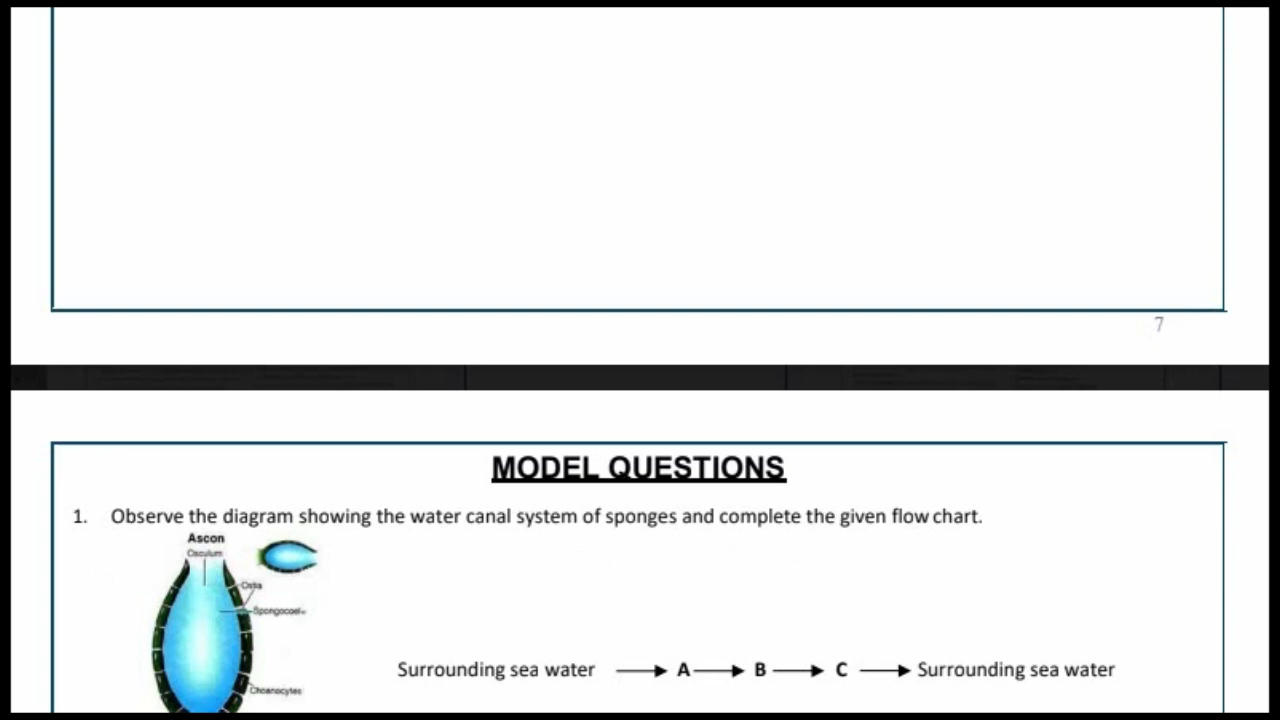 7
MODEL QUESTIONS
1. Observe the diagram showing the water canal system of sponges and complete the given flow chart.
Ascon
Osculum
Ostia
Spongocoel
Surrounding sea water A B C Surrounding sea water
Choanocytes